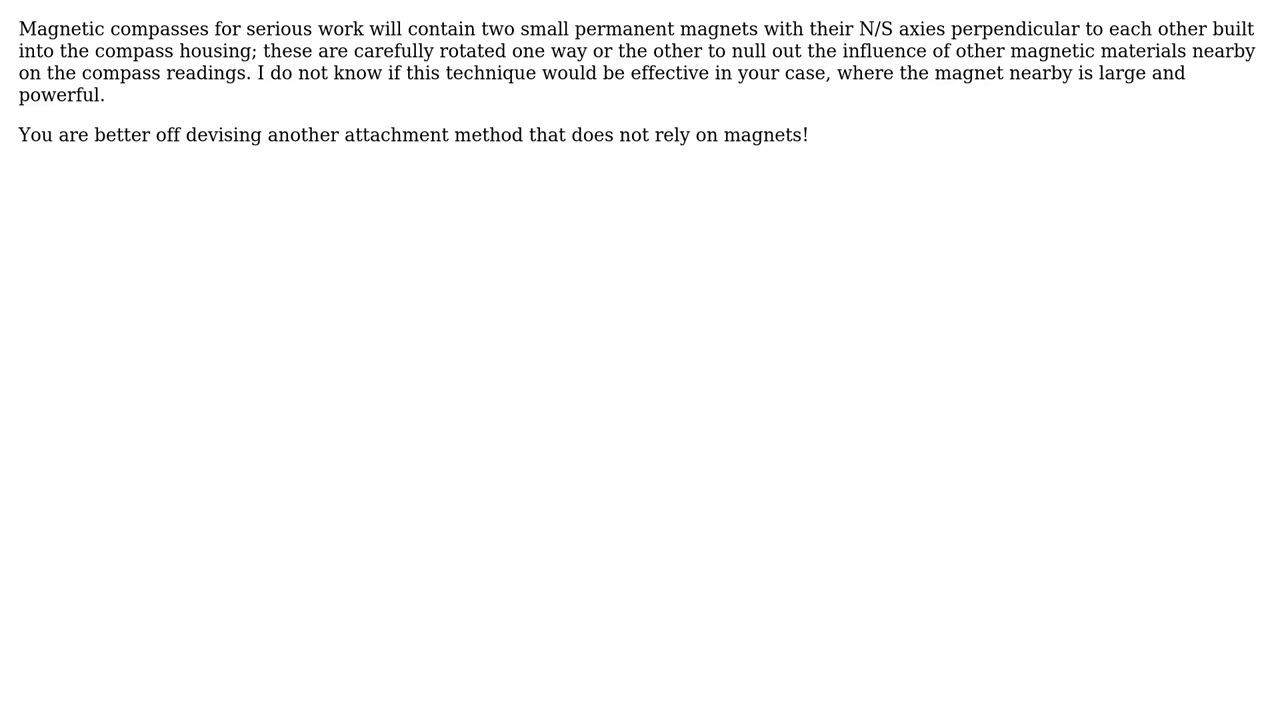 Magnetic compasses for serious work will contain two small permanent magnets with their N/S axies perpendicular to each other built
into the compass housing; these are carefully rotated one way or the other to null out the influence of other magnetic materials nearby
on the compass readings. I do not know if this technique would be effective in your case, where the magnet nearby is large and
powerful.
You are better off devising another attachment method that does not rely on magnets!